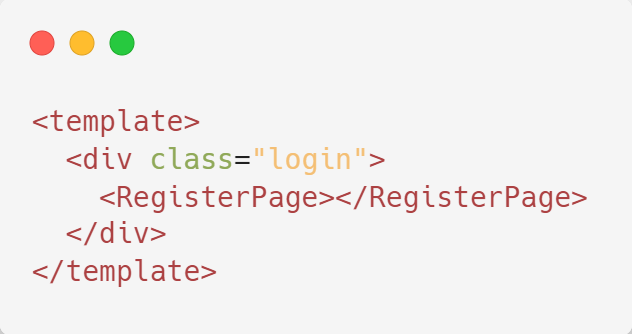 <template>
  <div class="login">
    <RegisterPage></RegisterPage>
  </div>
</template>